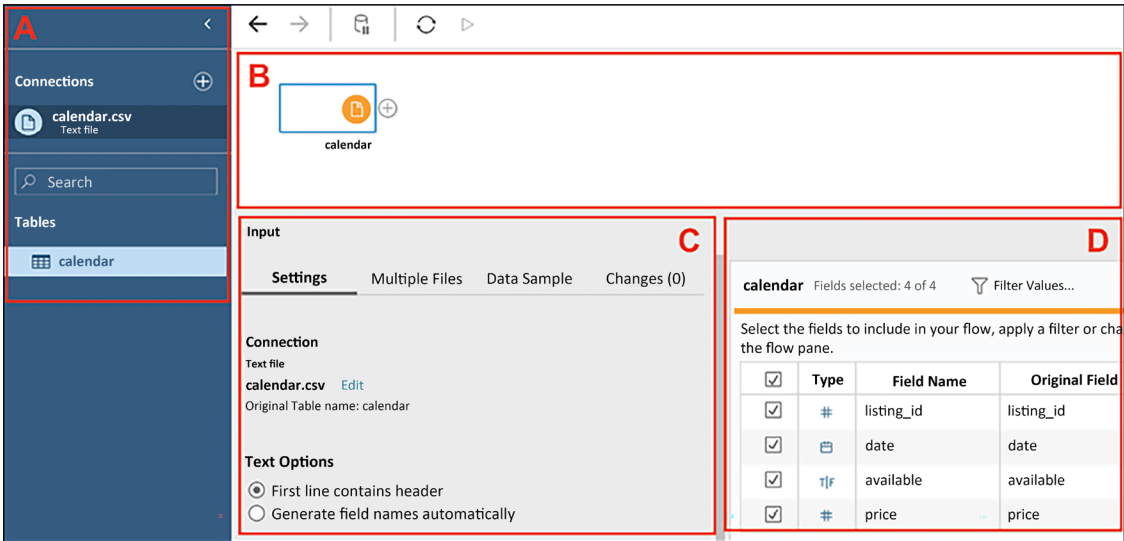 A
Connections
calendar.csv
Text file
Search
Tables
calendar
B
calendar
Input
C
Settings Multiple Files Data Sample Changes (0)
Connection
Text file
calendar.csv Edit
Original Table name: calendar
Text Options
First line contains header
Generate field names automatically
D
calendar Fields selected: 4 of 4 Filter Values...
Select the fields to include in your flow, apply a filter or cha
the flow pane.
Type Field Name Original Field
# listing_id listing_id
date date
T|F available available
# price price